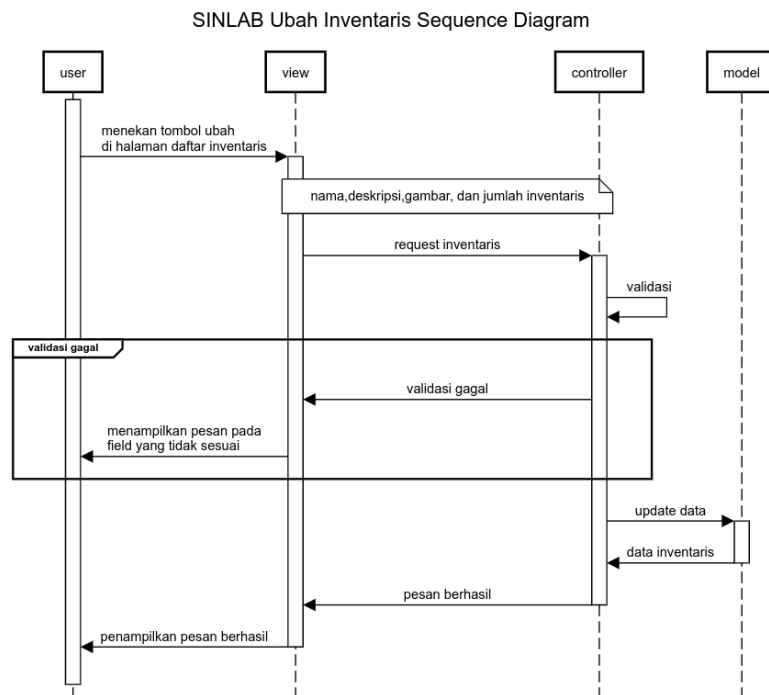 SINLAB Ubah Inventaris Sequence Diagram
user
view
controller
model
menekan tombol ubah
di halaman daftar inventaris
nama,deskripsi,gambar, dan jumlah inventaris
request inventaris
validasi
validasi gagal
validasi gagal
menampilkan pesan pada
field yang tidak sesuai
update data
data inventaris
pesan berhasil
penampilkan pesan berhasil